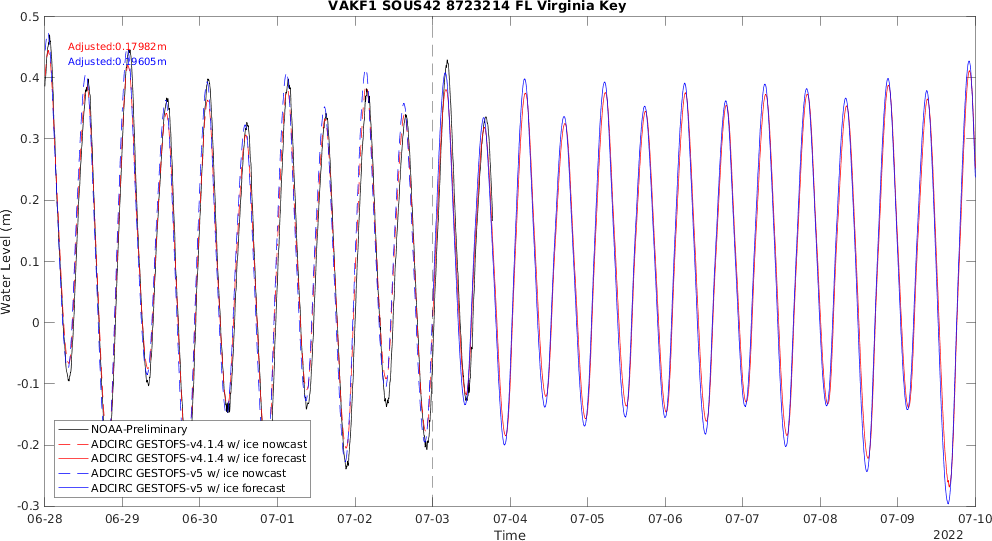 VAKF1 SOUS42 8723214 FL Virginia Key
Adjusted:0.17982m
Adjusted:0.19605m
Water Level (m)
0.5
0.4
0.3
0.2
0.1
0
-0.1
-0.2
-0.3
NOAA-Preliminary
ADCIRC GESTOFS-v4.1.4 w/ ice nowcast
ADCIRC GESTOFS-v4.1.4 w/ ice forecast
ADCIRC GESTOFS-v5 w/ ice nowcast
ADCIRC GESTOFS-v5 w/ ice forecast
06-28 06-29 06-30 07-01 07-02 07-03 07-04 07-05 07-06 07-07 07-08 07-09 07-10
Time
2022